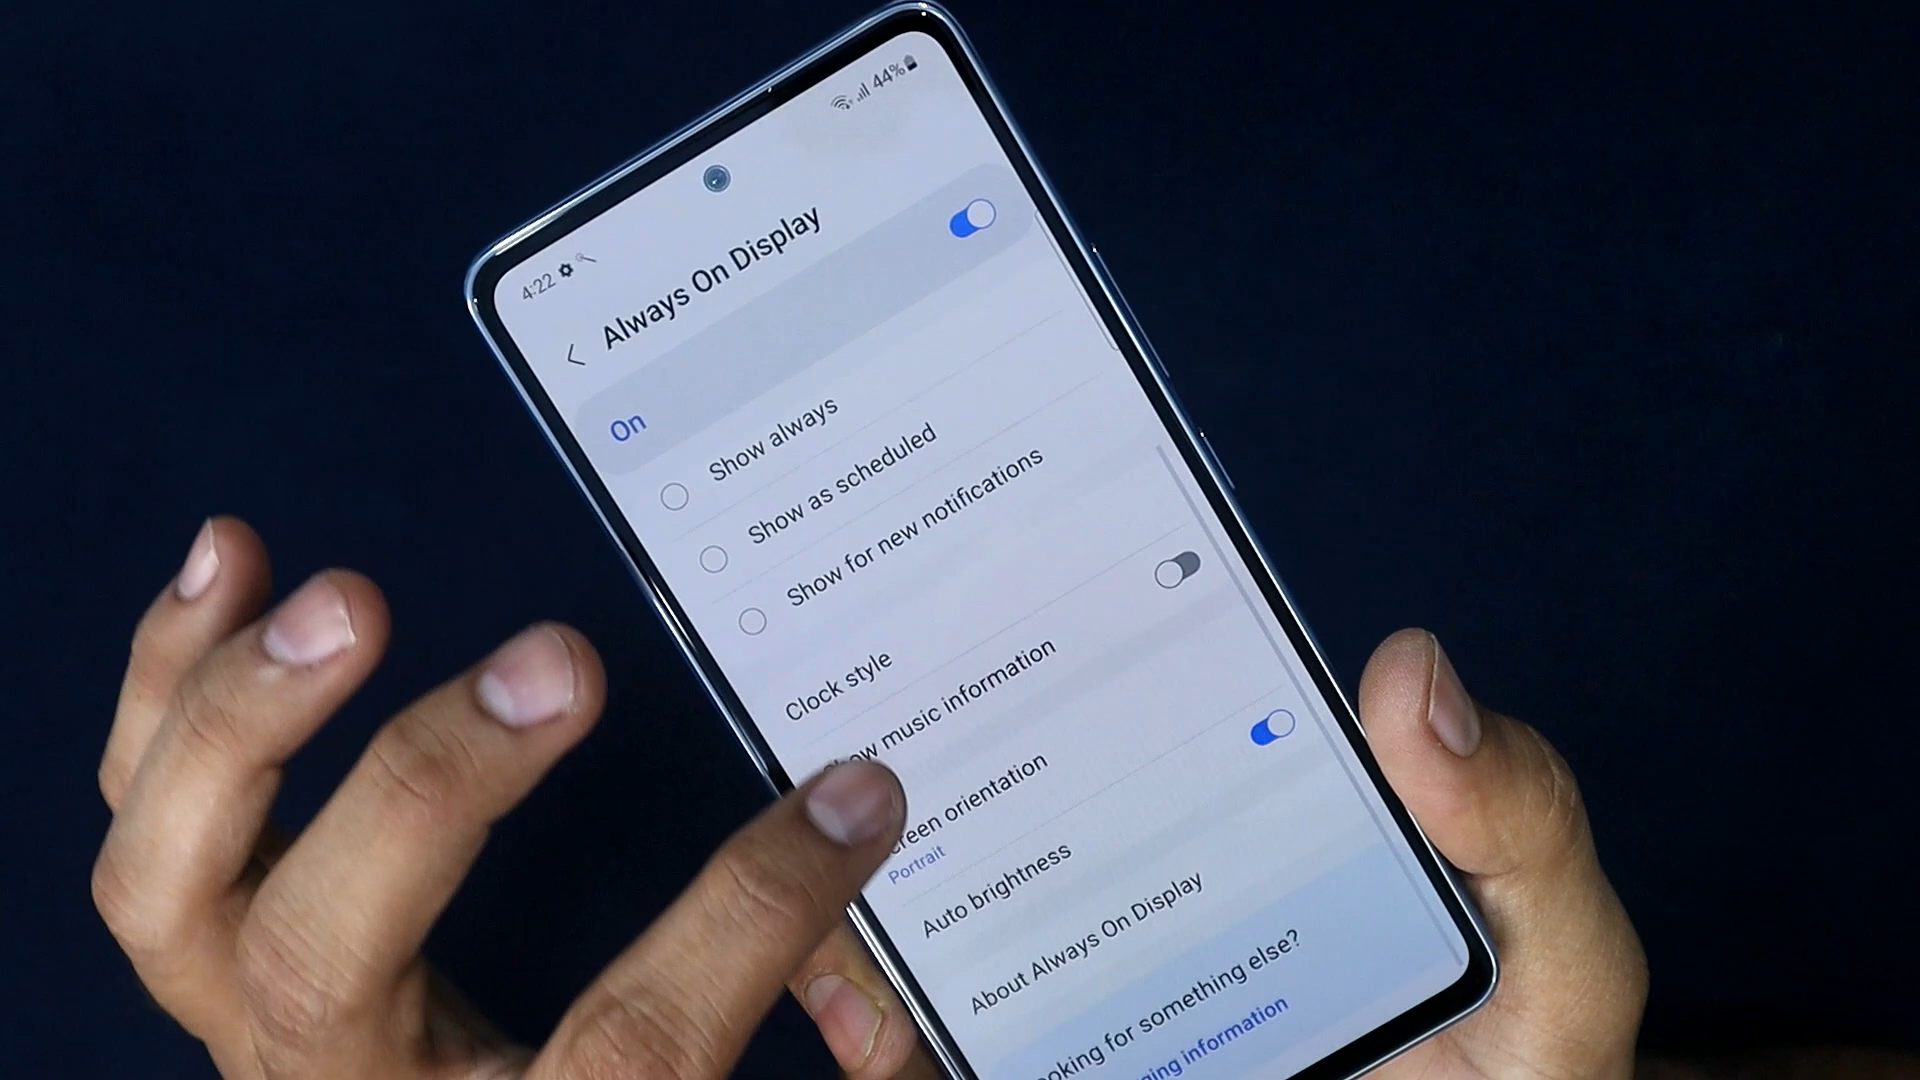 4:22
44%
Always On Display
On
Show always
Show as scheduled
Show for new notifications
Clock style
music information
orientation
Portrait
Auto brightness
About Always On Display
for something else?
information